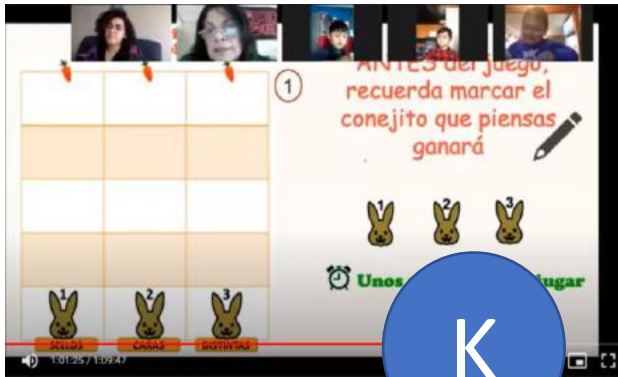 ANTES del juego,
recuerda marcar el
conejito que piensas
ganará
1
1 2 3
Unos
jugar
1 2 3
SELLOS CARAS DISTINTAS
K
1:01:25 / 1:09:47